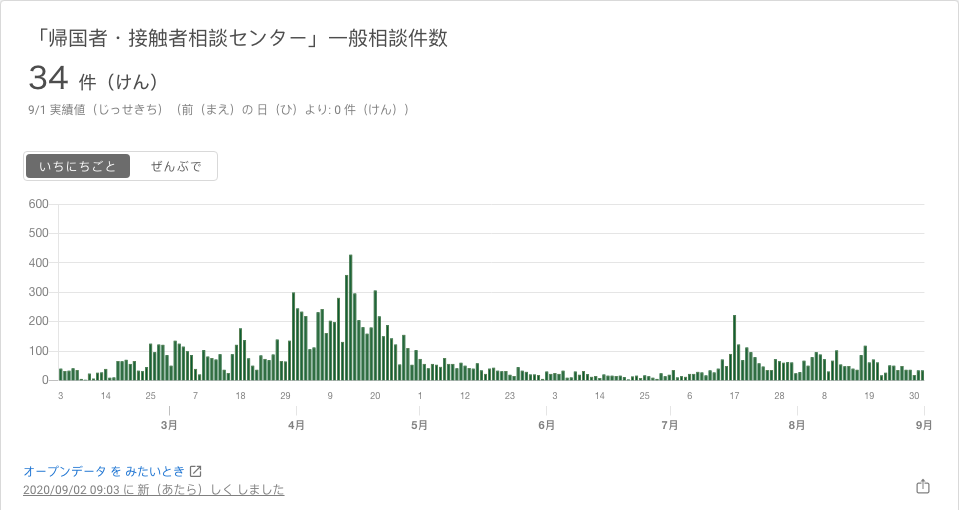 「帰国者・接触者相談センター」一般相談件数
34 件（けん）
9/1 実績値（じっせきち）（前（まえ）の 日（ひ）より: 0 件（けん））
いちにちごと ぜんぶで
600
500
400
300
200
100
0
3 14 25 7 18 29 9 20 1 12 23 3 14 25 6 17 28 8 19 30
3月 4月 5月 6月 7月 8月 9月
オープンデータ を みたいとき
2020/09/02 09:03 に 新（あたら）しく しました